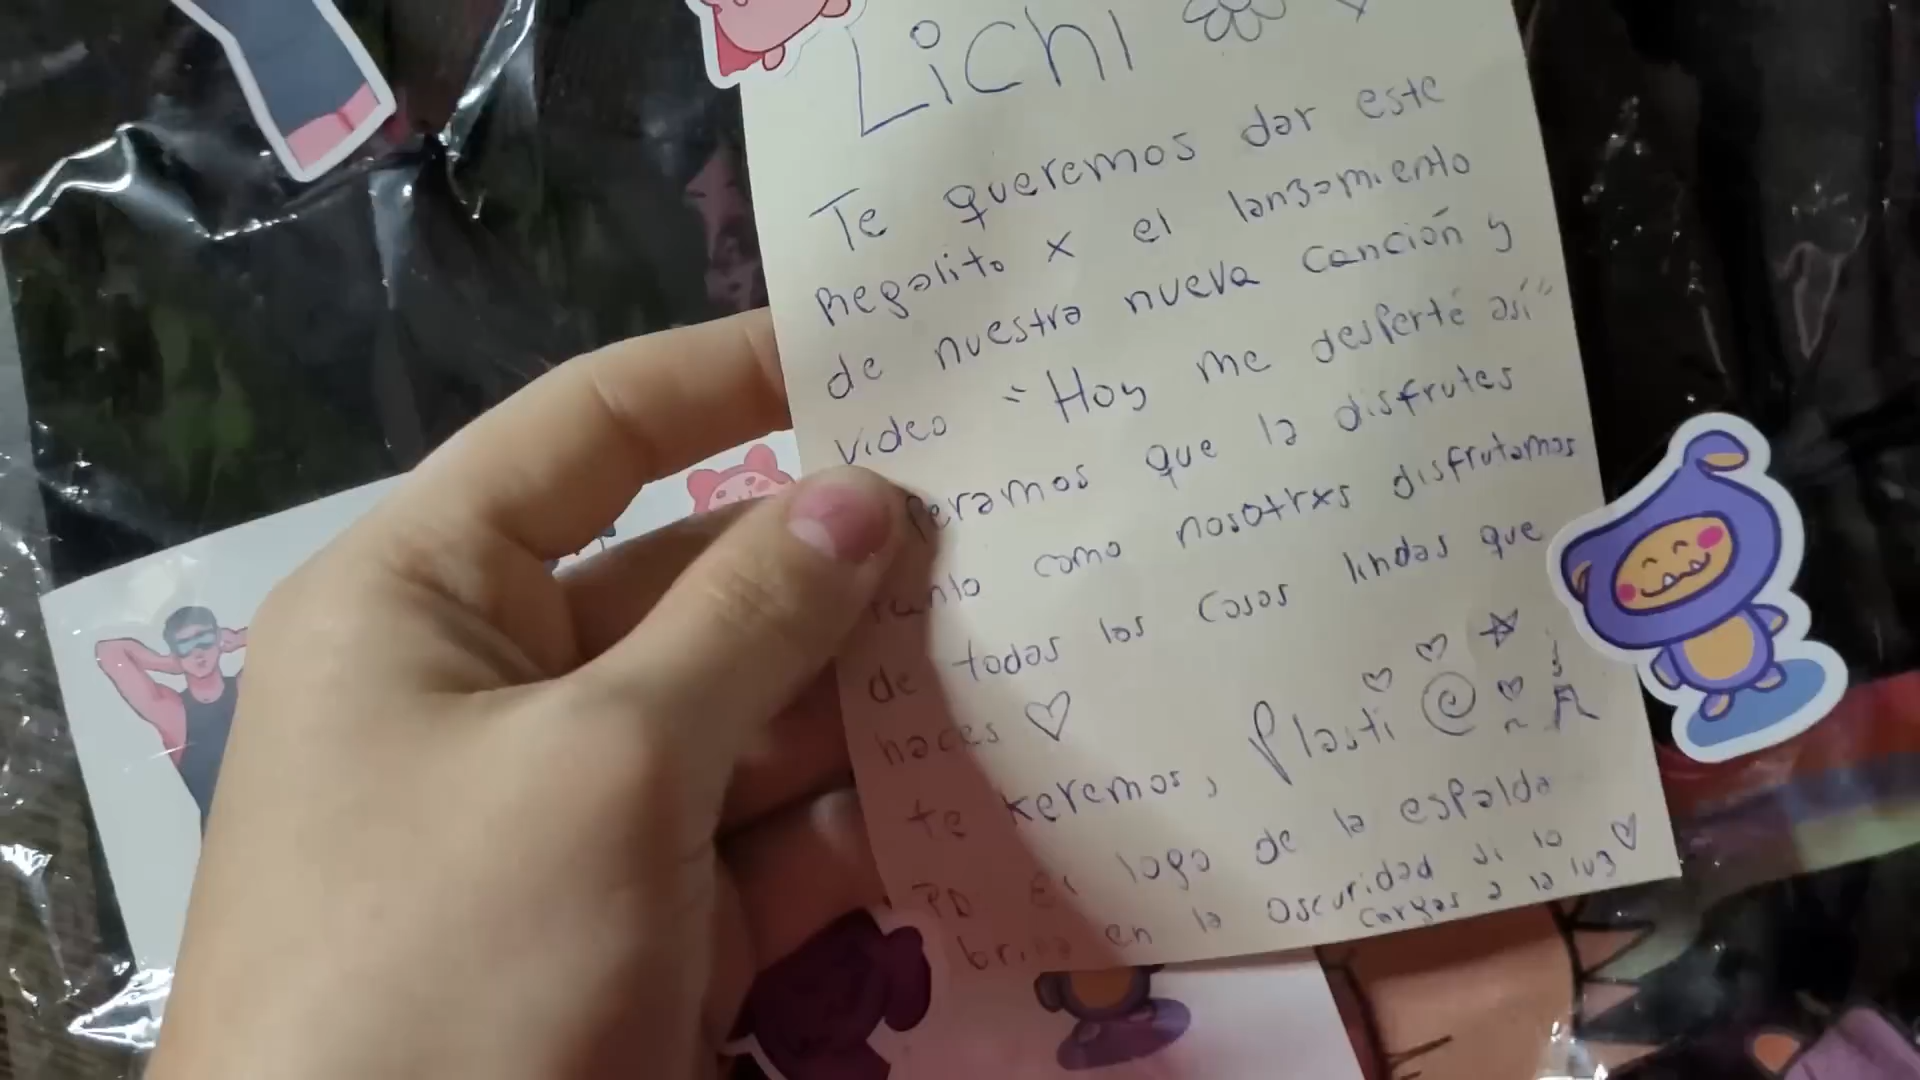 Lichi
Te queremos dar este
regalito x el lanzamiento
de nuestra nueva canción y
video "Hoy me desperté así"
peramos que la disfrutes
tanto como nosotrxs disfrutamos
de todas las cosas lindas que
haces ♡
te keremos, Plasti
PD El logo de la espalda
brilla en la oscuridad si lo
cargas a la luz ♡